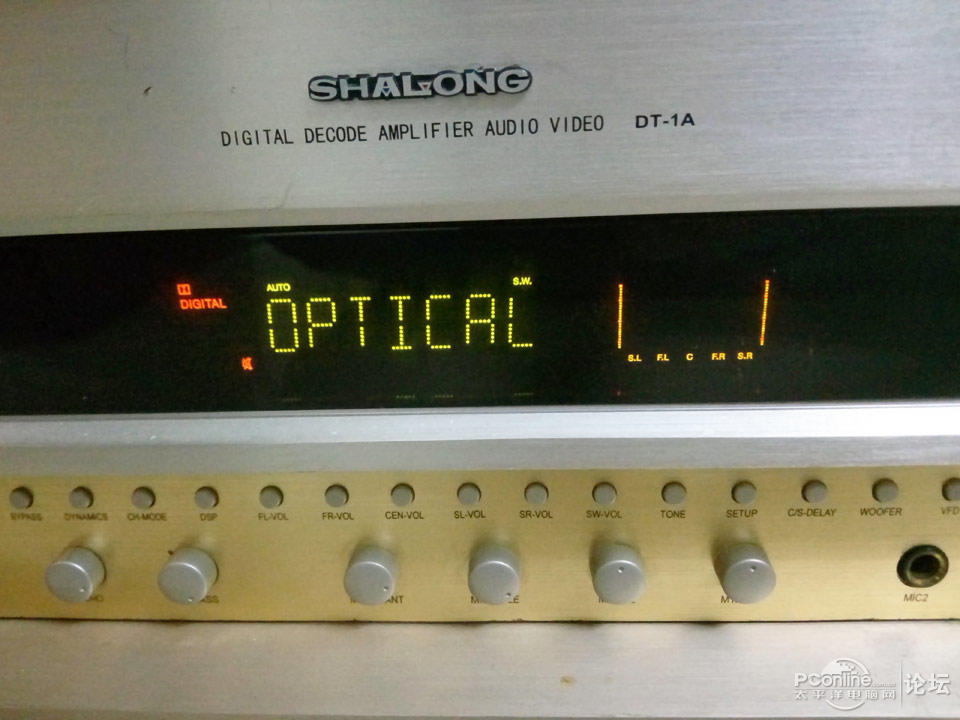 SHALONG
DIGITAL DECODE AMPLIFIER AUDIO VIDEO DT-1A
DIGITAL
AUTO S.W.
OPTICAL
S.L F.L C F.R S.R
BYPASS DYNAMICS CH-MODE DSP FL-VOL FR-VOL CEN-VOL SL-VOL SR-VOL SW-VOL TONE SETUP C/S-DELAY WOOFER VFD
MIC2
PConline
太平洋电脑网 论坛